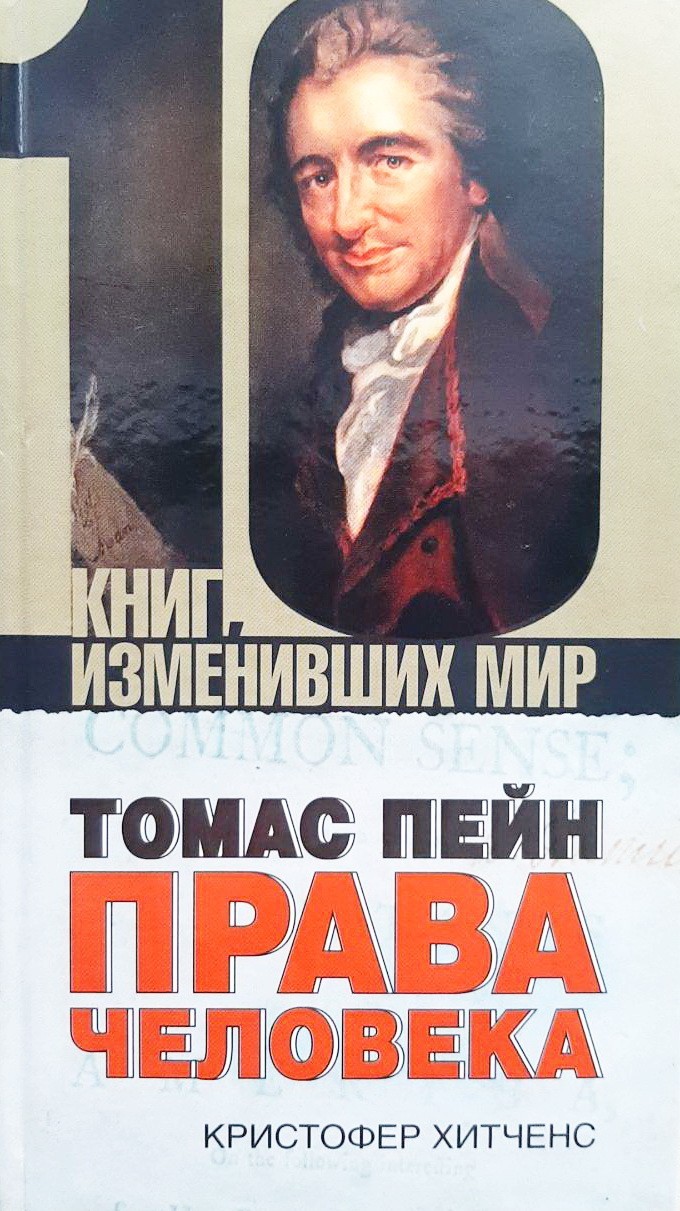 10
КНИГ,
ИЗМЕНИВШИХ МИР
COMMON SENSE;
ТОМАС ПЕЙН
ПРАВА
ЧЕЛОВЕКА
КРИСТОФЕР ХИТЧЕНС
On the following interesting